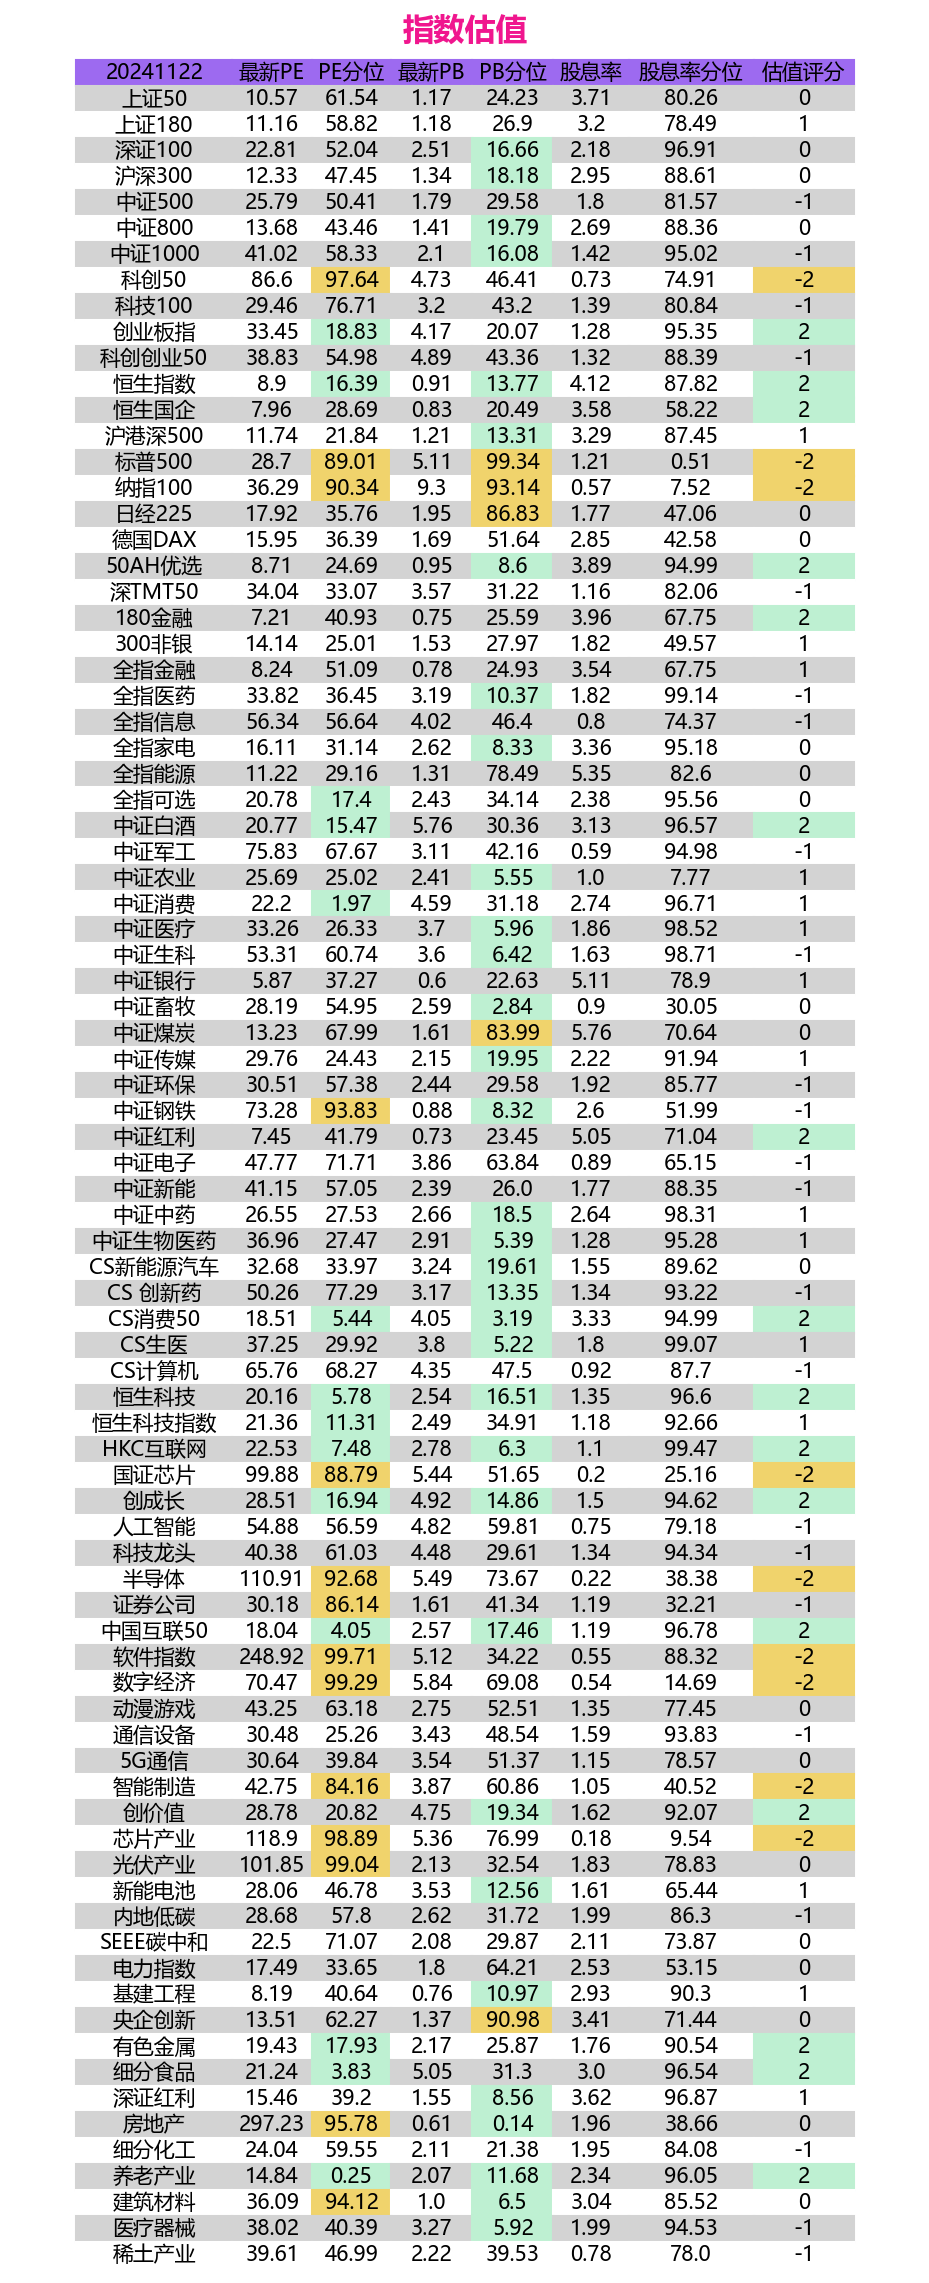 指数估值
20241122 最新PE PE分位 最新PB PB分位 股息率 股息率分位 估值评分
上证50 10.57 61.54 1.17 24.23 3.71 80.26 0
上证180 11.16 58.82 1.18 26.9 3.2 78.49 1
深证100 22.81 52.04 2.51 16.66 2.18 96.91 0
沪深300 12.33 47.45 1.34 18.18 2.95 88.61 0
中证500 25.79 50.41 1.79 29.58 1.8 81.57 -1
中证800 13.68 43.46 1.41 19.79 2.69 88.36 0
中证1000 41.02 58.33 2.1 16.08 1.42 95.02 -1
科创50 86.6 97.64 4.73 46.41 0.73 74.91 -2
科技100 29.46 76.71 3.2 43.2 1.39 80.84 -1
创业板指 33.45 18.83 4.17 20.07 1.28 95.35 2
科创创业50 38.83 54.98 4.89 43.36 1.32 88.39 -1
恒生指数 8.9 16.39 0.91 13.77 4.12 87.82 2
恒生国企 7.96 28.69 0.83 20.49 3.58 58.22 2
沪港深500 11.74 21.84 1.21 13.31 3.29 87.45 1
标普500 28.7 89.01 5.11 99.34 1.21 0.51 -2
纳指100 36.29 90.34 9.3 93.14 0.57 7.52 -2
日经225 17.92 35.76 1.95 86.83 1.77 47.06 0
德国DAX 15.95 36.39 1.69 51.64 2.85 42.58 0
50AH优选 8.71 24.69 0.95 8.6 3.89 94.99 2
深TMT50 34.04 33.07 3.57 31.22 1.16 82.06 -1
180金融 7.21 40.93 0.75 25.59 3.96 67.75 2
300非银 14.14 25.01 1.53 27.97 1.82 49.57 1
全指金融 8.24 51.09 0.78 24.93 3.54 67.75 1
全指医药 33.82 36.45 3.19 10.37 1.82 99.14 -1
全指信息 56.34 56.64 4.02 46.4 0.8 74.37 -1
全指家电 16.11 31.14 2.62 8.33 3.36 95.18 0
全指能源 11.22 29.16 1.31 78.49 5.35 82.6 0
全指可选 20.78 17.4 2.43 34.14 2.38 95.56 0
中证白酒 20.77 15.47 5.76 30.36 3.13 96.57 2
中证军工 75.83 67.67 3.11 42.16 0.59 94.98 -1
中证农业 25.69 25.02 2.41 5.55 1.0 7.77 1
中证消费 22.2 1.97 4.59 31.18 2.74 96.71 1
中证医疗 33.26 26.33 3.7 5.96 1.86 98.52 1
中证生科 53.31 60.74 3.6 6.42 1.63 98.71 -1
中证银行 5.87 37.27 0.6 22.63 5.11 78.9 1
中证畜牧 28.19 54.95 2.59 2.84 0.9 30.05 0
中证煤炭 13.23 67.99 1.61 83.99 5.76 70.64 0
中证传媒 29.76 24.43 2.15 19.95 2.22 91.94 1
中证环保 30.51 57.38 2.44 29.58 1.92 85.77 -1
中证钢铁 73.28 93.83 0.88 8.32 2.6 51.99 -1
中证红利 7.45 41.79 0.73 23.45 5.05 71.04 2
中证电子 47.77 71.71 3.86 63.84 0.89 65.15 -1
中证新能 41.15 57.05 2.39 26.0 1.77 88.35 -1
中证中药 26.55 27.53 2.66 18.5 2.64 98.31 1
中证生物医药 36.96 27.47 2.91 5.39 1.28 95.28 1
CS新能源汽车 32.68 33.97 3.24 19.61 1.55 89.62 0
CS 创新药 50.26 77.29 3.17 13.35 1.34 93.22 -1
CS消费50 18.51 5.44 4.05 3.19 3.33 94.99 2
CS生医 37.25 29.92 3.8 5.22 1.8 99.07 1
CS计算机 65.76 68.27 4.35 47.5 0.92 87.7 -1
恒生科技 20.16 5.78 2.54 16.51 1.35 96.6 2
恒生科技指数 21.36 11.31 2.49 34.91 1.18 92.66 1
HKC互联网 22.53 7.48 2.78 6.3 1.1 99.47 2
国证芯片 99.88 88.79 5.44 51.65 0.2 25.16 -2
创成长 28.51 16.94 4.92 14.86 1.5 94.62 2
人工智能 54.88 56.59 4.82 59.81 0.75 79.18 -1
科技龙头 40.38 61.03 4.48 29.61 1.34 94.34 -1
半导体 110.91 92.68 5.49 73.67 0.22 38.38 -2
证券公司 30.18 86.14 1.61 41.34 1.19 32.21 -1
中国互联50 18.04 4.05 2.57 17.46 1.19 96.78 2
软件指数 248.92 99.71 5.12 34.22 0.55 88.32 -2
数字经济 70.47 99.29 5.84 69.08 0.54 14.69 -2
动漫游戏 43.25 63.18 2.75 52.51 1.35 77.45 0
通信设备 30.48 25.26 3.43 48.54 1.59 93.83 -1
5G通信 30.64 39.84 3.54 51.37 1.15 78.57 0
智能制造 42.75 84.16 3.87 60.86 1.05 40.52 -2
创价值 28.78 20.82 4.75 19.34 1.62 92.07 2
芯片产业 118.9 98.89 5.36 76.99 0.18 9.54 -2
光伏产业 101.85 99.04 2.13 32.54 1.83 78.83 0
新能电池 28.06 46.78 3.53 12.56 1.61 65.44 1
内地低碳 28.68 57.8 2.62 31.72 1.99 86.3 -1
SEEE碳中和 22.5 71.07 2.08 29.87 2.11 73.87 0
电力指数 17.49 33.65 1.8 64.21 2.53 53.15 0
基建工程 8.19 40.64 0.76 10.97 2.93 90.3 1
央企创新 13.51 62.27 1.37 90.98 3.41 71.44 0
有色金属 19.43 17.93 2.17 25.87 1.76 90.54 2
细分食品 21.24 3.83 5.05 31.3 3.0 96.54 2
深证红利 15.46 39.2 1.55 8.56 3.62 96.87 1
房地产 297.23 95.78 0.61 0.14 1.96 38.66 0
细分化工 24.04 59.55 2.11 21.38 1.95 84.08 -1
养老产业 14.84 0.25 2.07 11.68 2.34 96.05 2
建筑材料 36.09 94.12 1.0 6.5 3.04 85.52 0
医疗器械 38.02 40.39 3.27 5.92 1.99 94.53 -1
稀土产业 39.61 46.99 2.22 39.53 0.78 78.0 -1